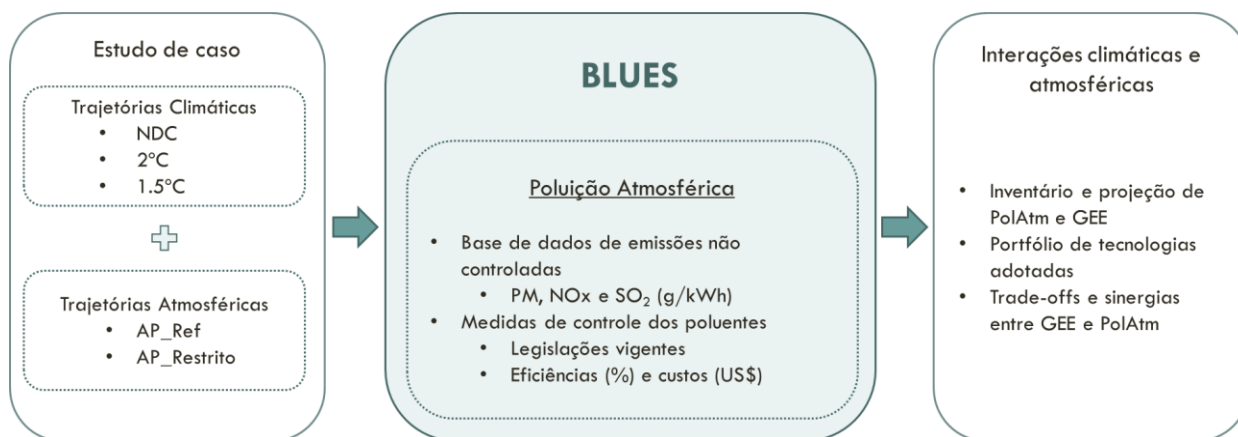 Estudo de caso
Trajetórias Climáticas
• NDC
• 2°C
• 1.5°C
Trajetórias Atmosféricas
• AP_Ref
• AP_Restrito
BLUES
Poluição Atmosférica
• Base de dados de emissões não
controladas
• PM, NOx e SO₂ (g/kWh)
• Medidas de controle dos poluentes
• Legislações vigentes
• Eficiências (%) e custos (US$)
Interações climáticas e
atmosféricas
• Inventário e projeção de
PolAtm e GEE
• Portfólio de tecnologias
adotadas
• Trade-offs e sinergias
entre GEE e PolAtm